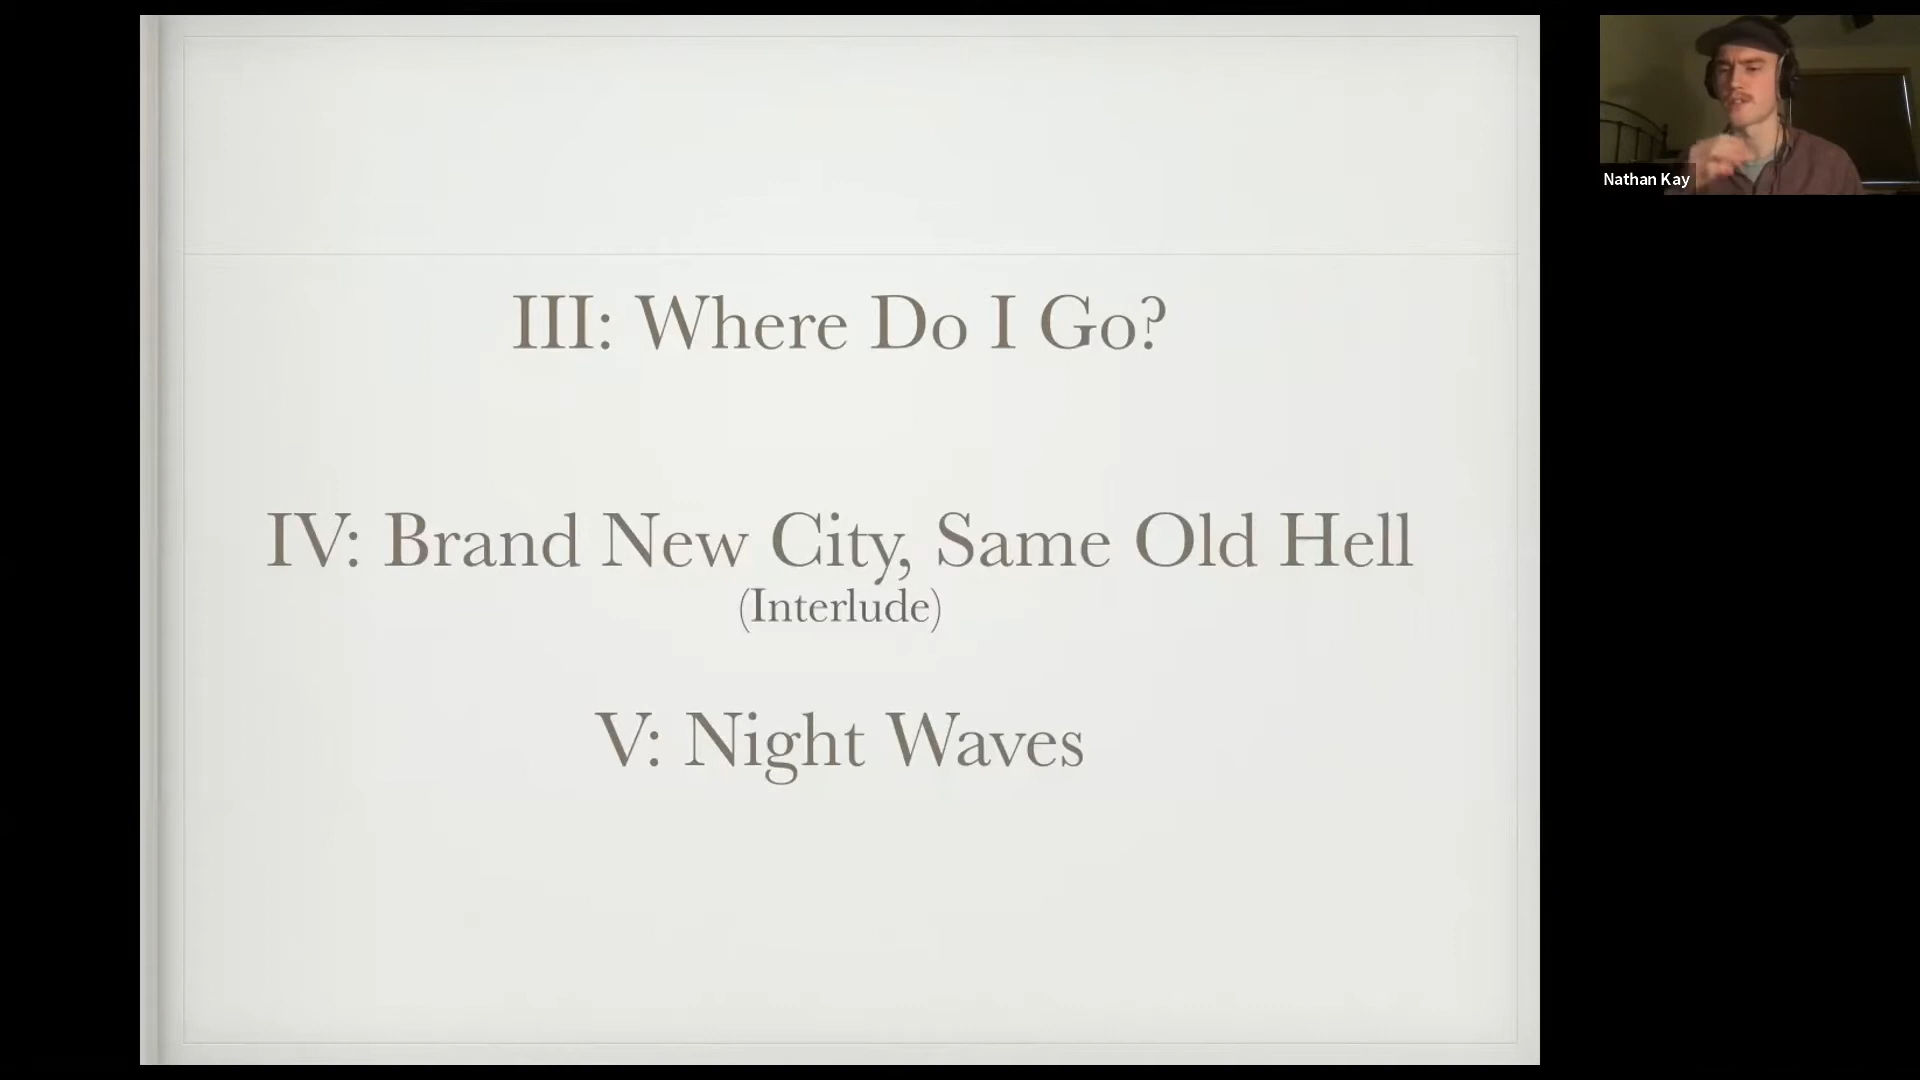 III: Where Do I Go?
IV: Brand New City, Same Old Hell
(Interlude)
V: Night Waves
Nathan Kay